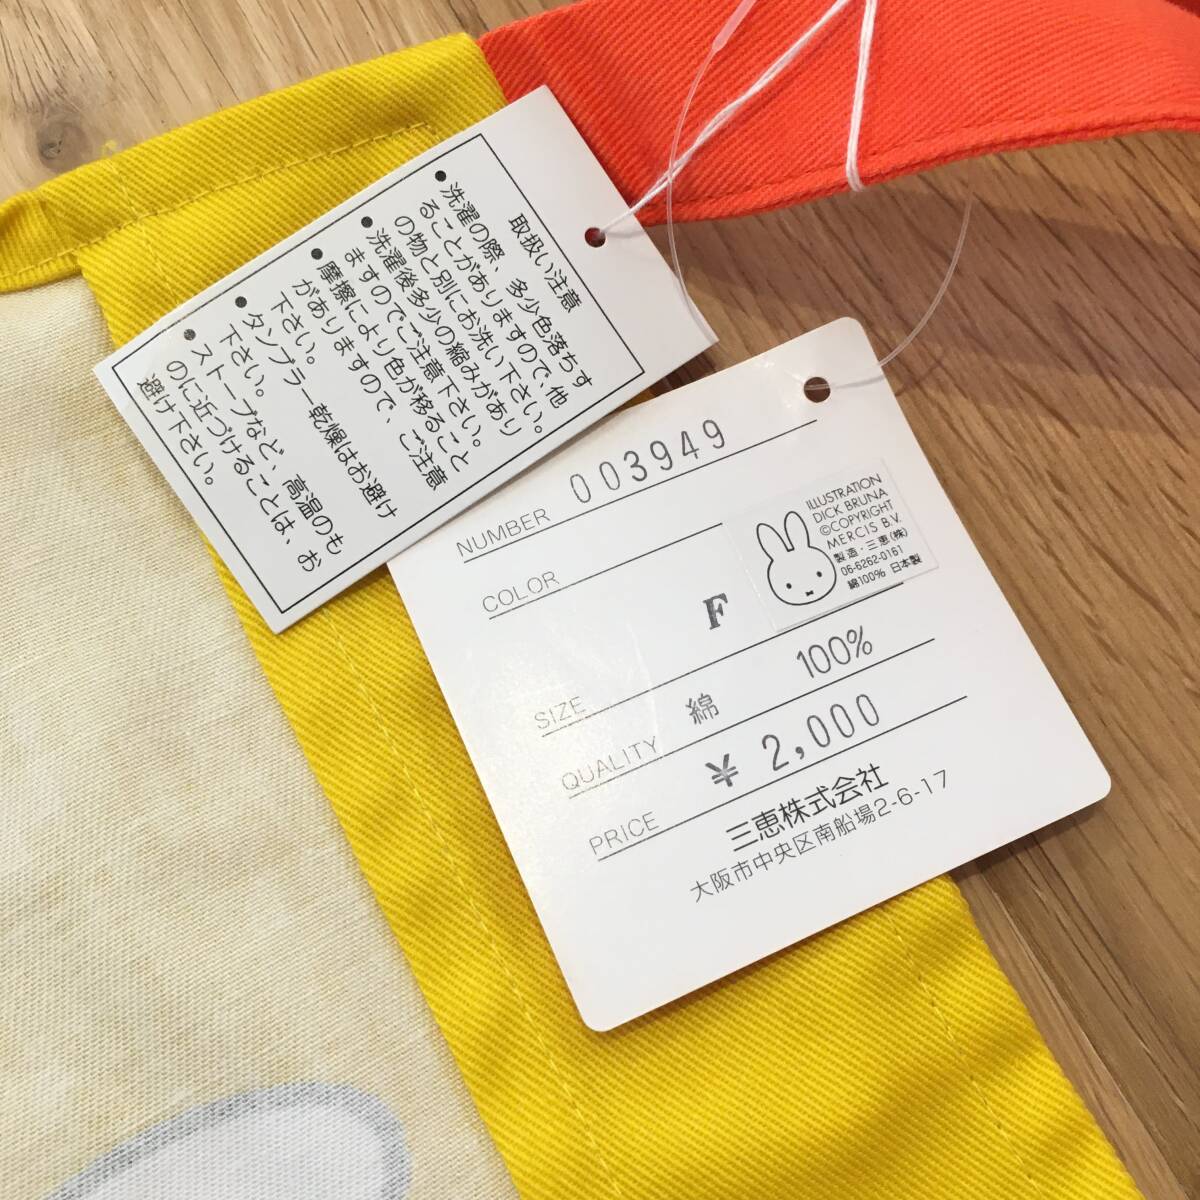 取扱い注意
●洗濯の際、多少色落ちす
ることがありますので、他
の物と別にお洗い下さい。
●洗濯後多少の縮みがあり
ますのでご注意下さい。
●摩擦により色が移ること
がありますので、ご注意
下さい。
●タンブラー乾燥はお避け
下さい。
●ストーブなど、高温のも
のに近づけることは、お
避け下さい。
NUMBER 003949
COLOR
SIZE F
QUALITY 綿 100%
PRICE ¥2,000
三恵株式会社
大阪市中央区南船場2-6-17
ILLUSTRATION
DICK BRUNA
©COPYRIGHT
MERCIS B.V.
製造・三恵(株)
06-6262-0161
綿100% 日本製